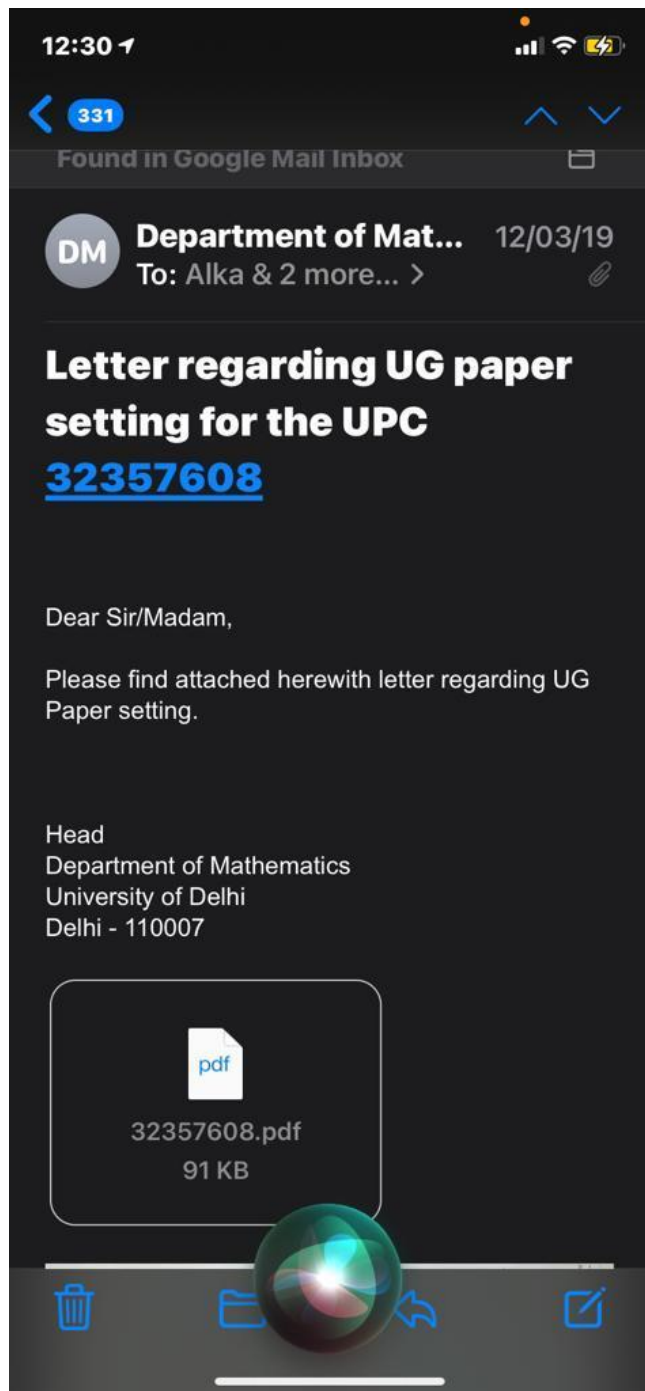 12:30
331
Found in Google Mail Inbox
DM
Department of Mat... 12/03/19
To: Alka & 2 more... >
Letter regarding UG paper
setting for the UPC
32357608
Dear Sir/Madam,
Please find attached herewith letter regarding UG
Paper setting.
Head
Department of Mathematics
University of Delhi
Delhi - 110007
pdf
32357608.pdf
91 KB